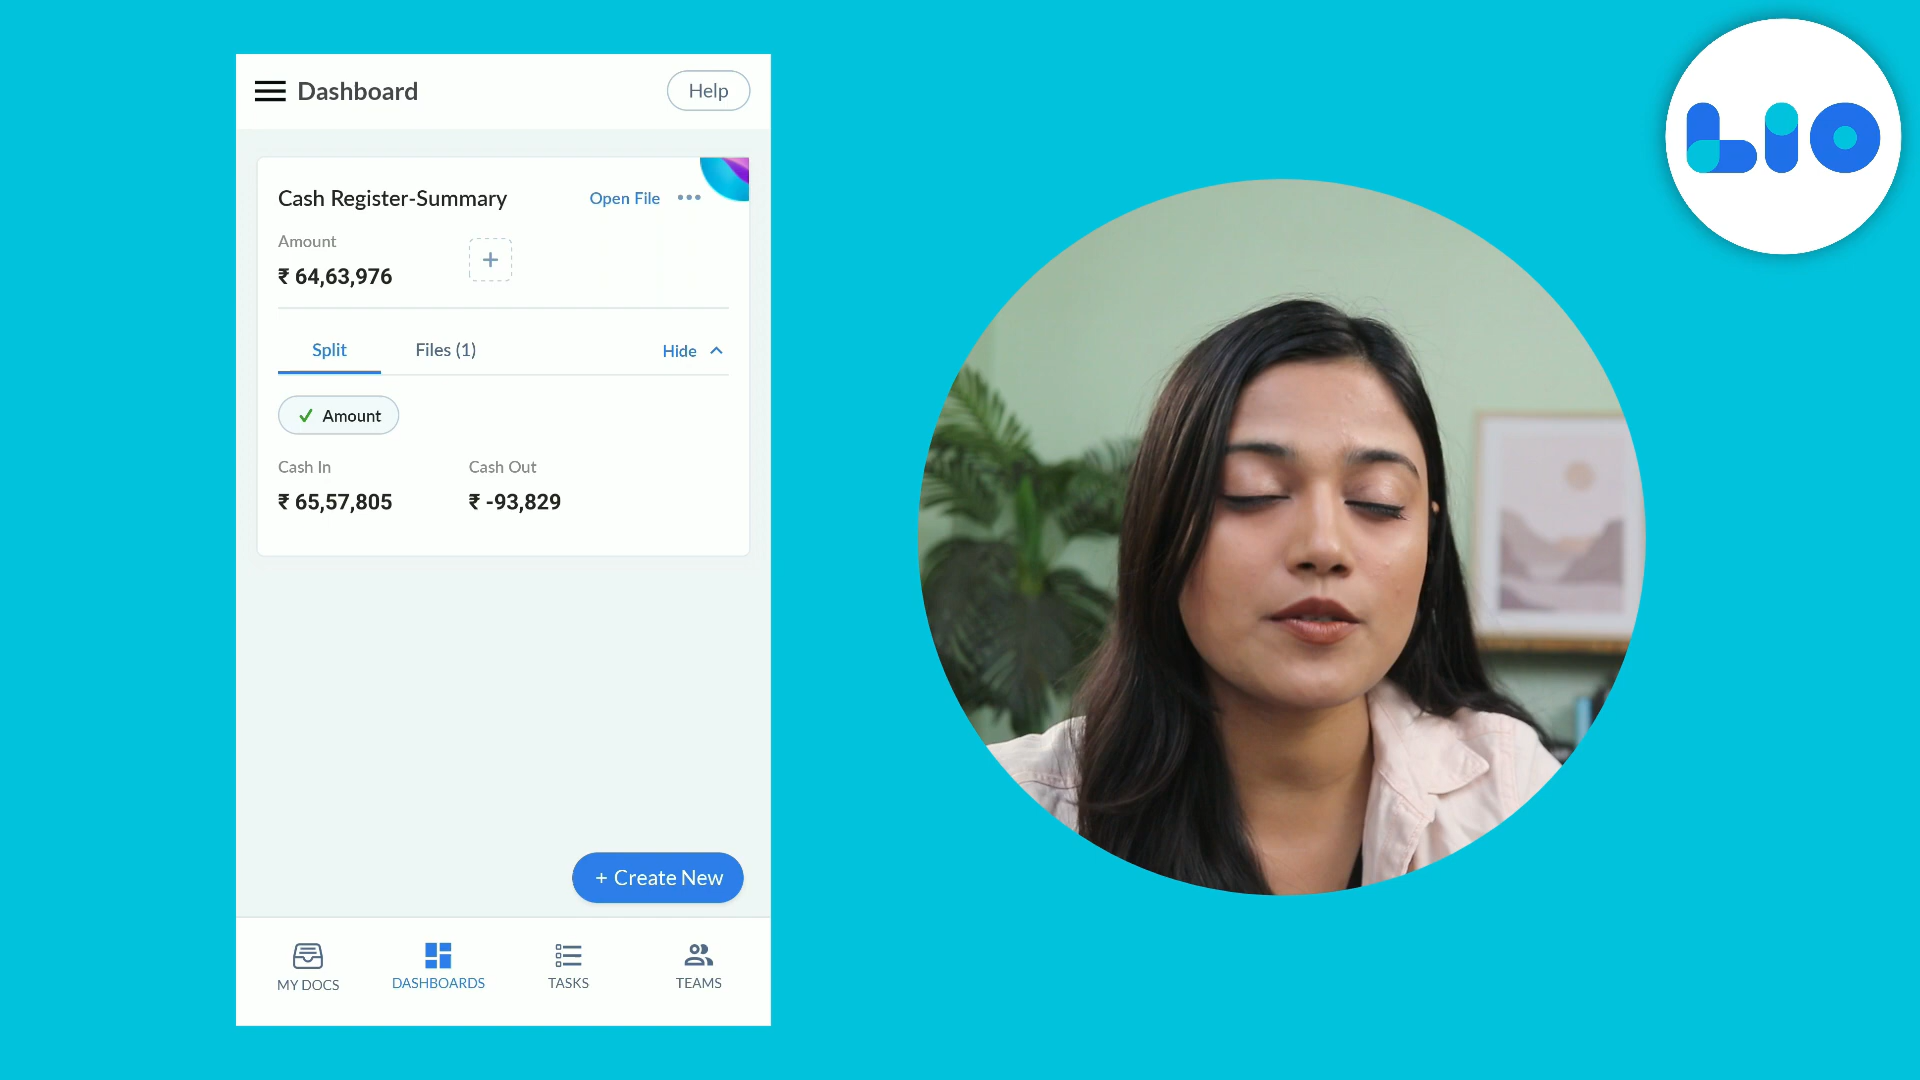 Dashboard
Help
Cash Register-Summary
Open File
Amount
₹ 64,63,976
+
Split
Files (1)
Hide
Amount
Cash In
Cash Out
₹ 65,57,805
₹ -93,829
+ Create New
MY DOCS
DASHBOARDS
TASKS
TEAMS
LIO